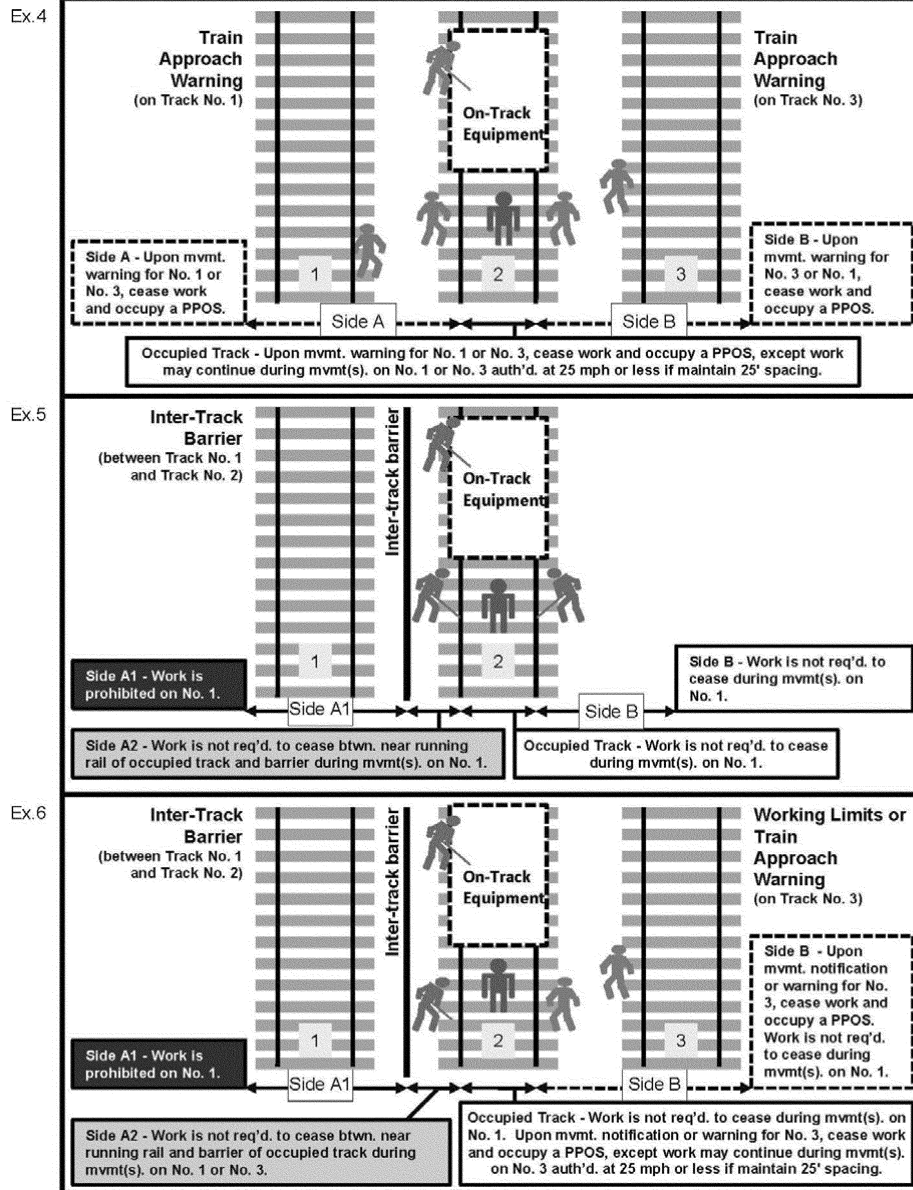 Ex.4
Train
Approach
Warning
(on Track No. 1)
On-Track
Equipment
Train
Approach
Warning
(on Track No. 3)
Side A - Upon mvmt.
warning for No. 1 or
No. 3, cease work
and occupy a PPOS.
1
2
3
Side B - Upon
mvmt. warning for
No. 3 or No. 1,
cease work and
occupy a PPOS.
Side A
Side B
Occupied Track - Upon mvmt. warning for No. 1 or No. 3, cease work and occupy a PPOS, except work
may continue during mvmt(s). on No. 1 or No. 3 auth'd. at 25 mph or less if maintain 25' spacing.
Ex.5
Inter-Track
Barrier
(between Track No. 1
and Track No. 2)
Inter-track barrier
On-Track
Equipment
1
2
Side A1 - Work is
prohibited on No. 1.
Side B - Work is not req'd. to
cease during mvmt(s). on
No. 1.
Side A1
Side B
Side A2 - Work is not req'd. to cease btwn. near running
rail of occupied track and barrier during mvmt(s). on No. 1.
Occupied Track - Work is not req'd. to cease
during mvmt(s). on No. 1.
Ex.6
Inter-Track
Barrier
(between Track No. 1
and Track No. 2)
Inter-track barrier
On-Track
Equipment
Working Limits or
Train
Approach
Warning
(on Track No. 3)
1
2
3
Side A1 - Work is
prohibited on No. 1.
Side B - Upon
mvmt. notification
or warning for No.
3, cease work and
occupy a PPOS.
Work is not req'd.
to cease during
mvmt(s). on No. 1.
Side A1
Side B
Side A2 - Work is not req'd. to cease btwn. near
running rail and barrier of occupied track during
mvmt(s). on No. 1 or No. 3.
Occupied Track - Work is not req'd. to cease during mvmt(s). on
No. 1. Upon mvmt. notification or warning for No. 3, cease work
and occupy a PPOS, except work may continue during mvmt(s).
on No. 3 auth'd. at 25 mph or less if maintain 25' spacing.